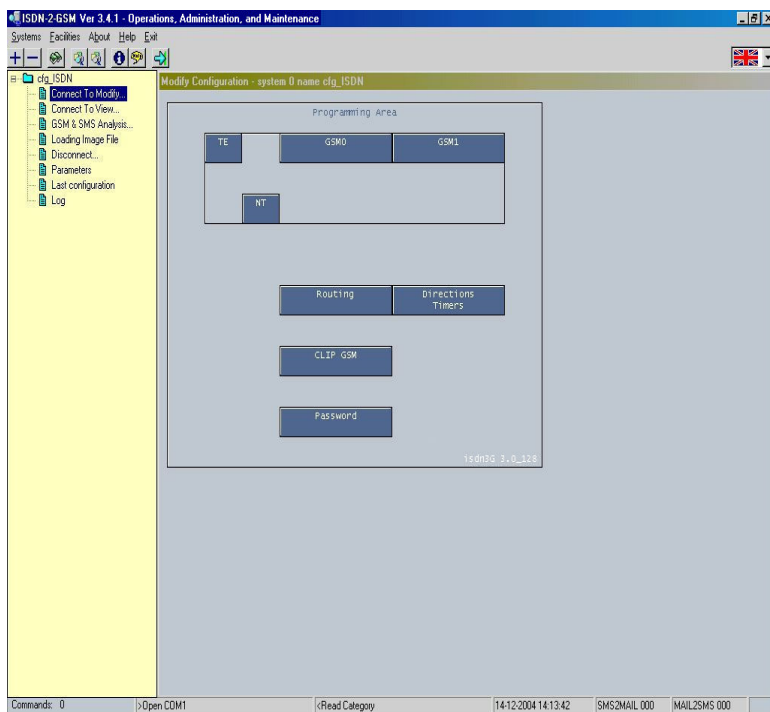 ISDN-2-GSM Ver 3.4.1 - Operations, Administration, and Maintenance
Systems Facilities About Help Exit
cfg_ISDN
Connect To Modify...
Connect To View...
GSM & SMS Analysis...
Loading Image File
Disconnect...
Parameters
Last configuration
Log
Modify Configuration - system 0 name cfg_ISDN
Programming Area
TE
GSM0
GSM1
NT
Routing
Directions
Timers
CLIP GSM
Password
isdn3G 3.0_128
Commands: 0
>Open COM1
<Read Category
14-12-2004 14:13:42
SMS2MAIL 000
MAIL2SMS 000